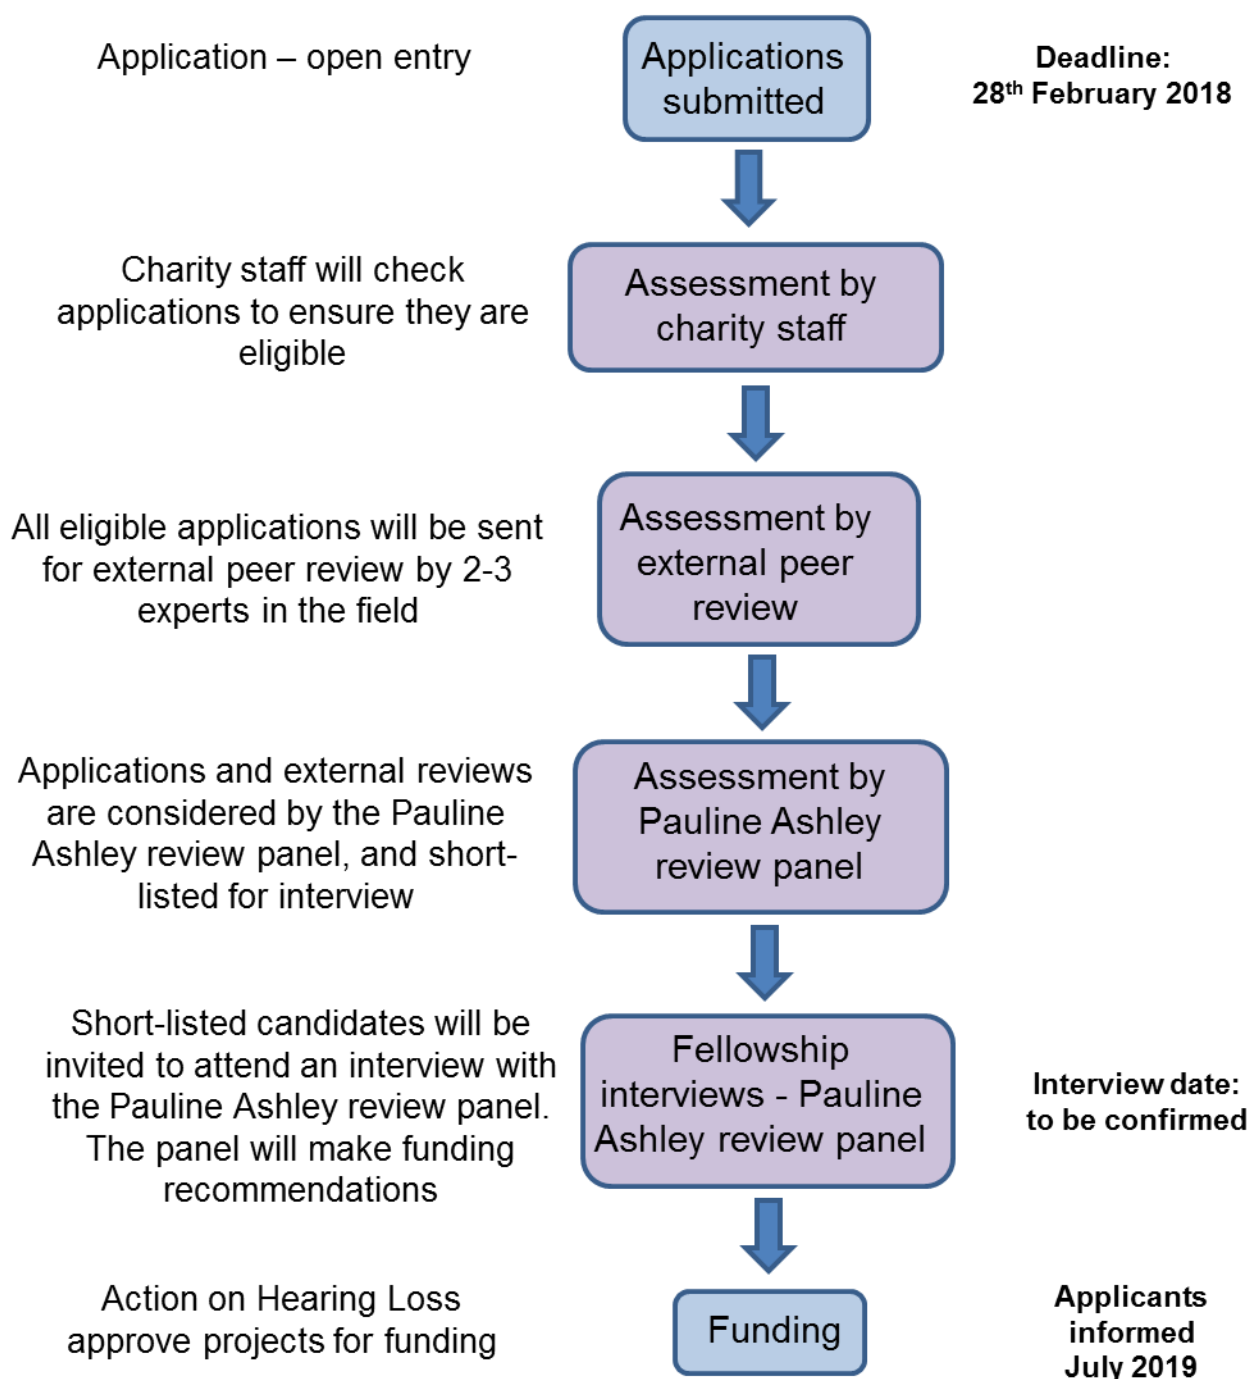 Application – open entry
Applications
submitted
Deadline:
28th February 2018
Charity staff will check
applications to ensure they are
eligible
Assessment by
charity staff
All eligible applications will be sent
for external peer review by 2-3
experts in the field
Assessment by
external peer
review
Applications and external reviews
are considered by the Pauline
Ashley review panel, and short-
listed for interview
Assessment by
Pauline Ashley
review panel
Short-listed candidates will be
invited to attend an interview with
the Pauline Ashley review panel.
The panel will make funding
recommendations
Fellowship
interviews - Pauline
Ashley review panel
Interview date:
to be confirmed
Action on Hearing Loss
approve projects for funding
Funding
Applicants
informed
July 2019